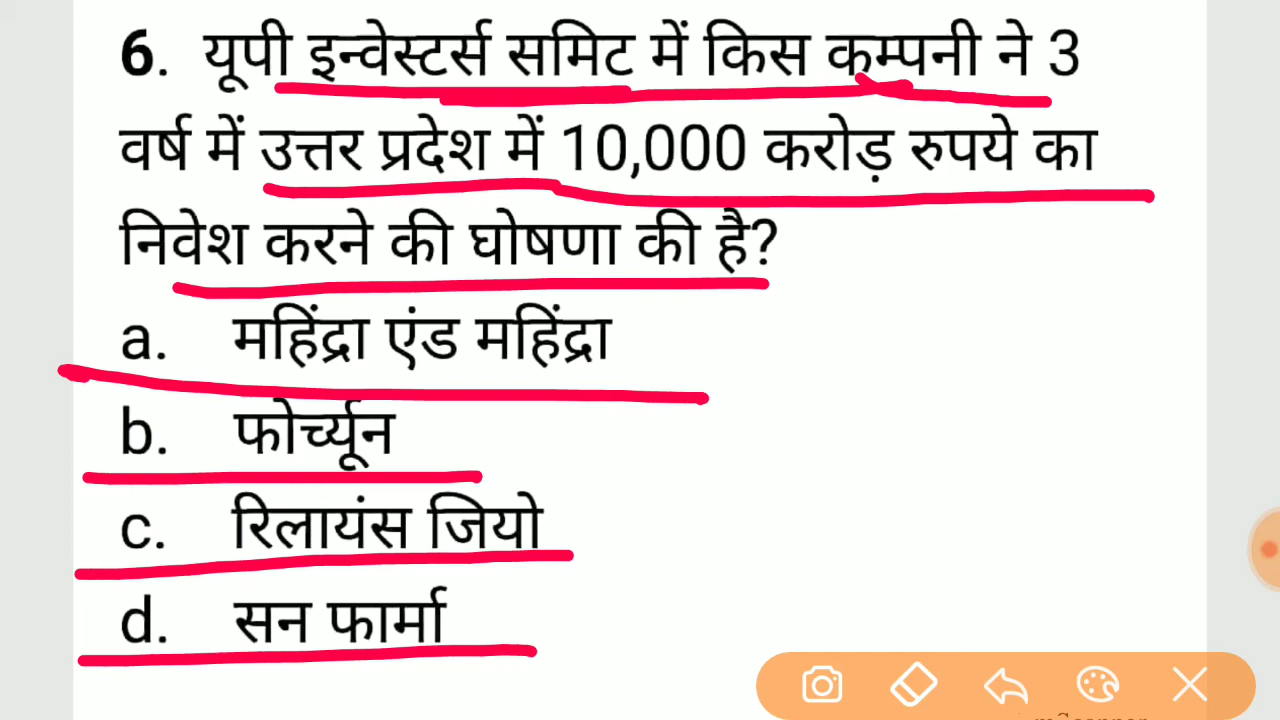 6. यूपी इन्वेस्टर्स समिट में किस कम्पनी ने 3
वर्ष में उत्तर प्रदेश में 10,000 करोड़ रुपये का
निवेश करने की घोषणा की है?
a. महिंद्रा एंड महिंद्रा
b. फोर्च्यून
c. रिलायंस जियो
d. सन फार्मा